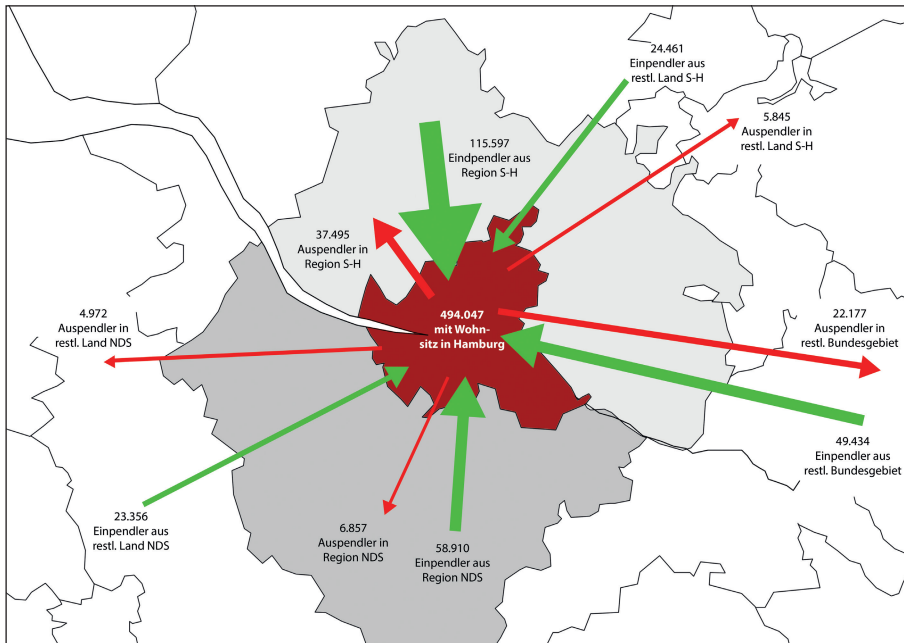 24.461
Einpendler aus
restl. Land S-H
5.845
Auspendler in
restl. Land S-H
115.597
Eindpendler aus
Region S-H
37.495
Auspendler in
Region S-H
4.972
Auspendler in
restl. Land NDS
494.047
mit Wohn-
sitz in Hamburg
22.177
Auspendler in
restl. Bundesgebiet
49.434
Einpendler aus
restl. Bundesgebiet
23.356
Einpendler aus
restl. Land NDS
6.857
Auspendler in
Region NDS
58.910
Einpendler aus
Region NDS